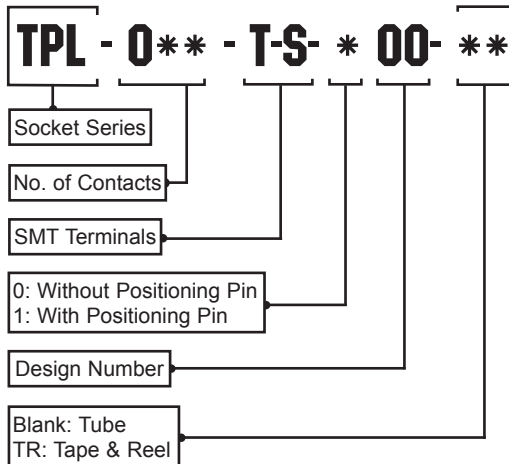 TPL - 0** - T-S- * 00- **
Socket Series
No. of Contacts
SMT Terminals
0: Without Positioning Pin
1: With Positioning Pin
Design Number
Blank: Tube
TR: Tape & Reel